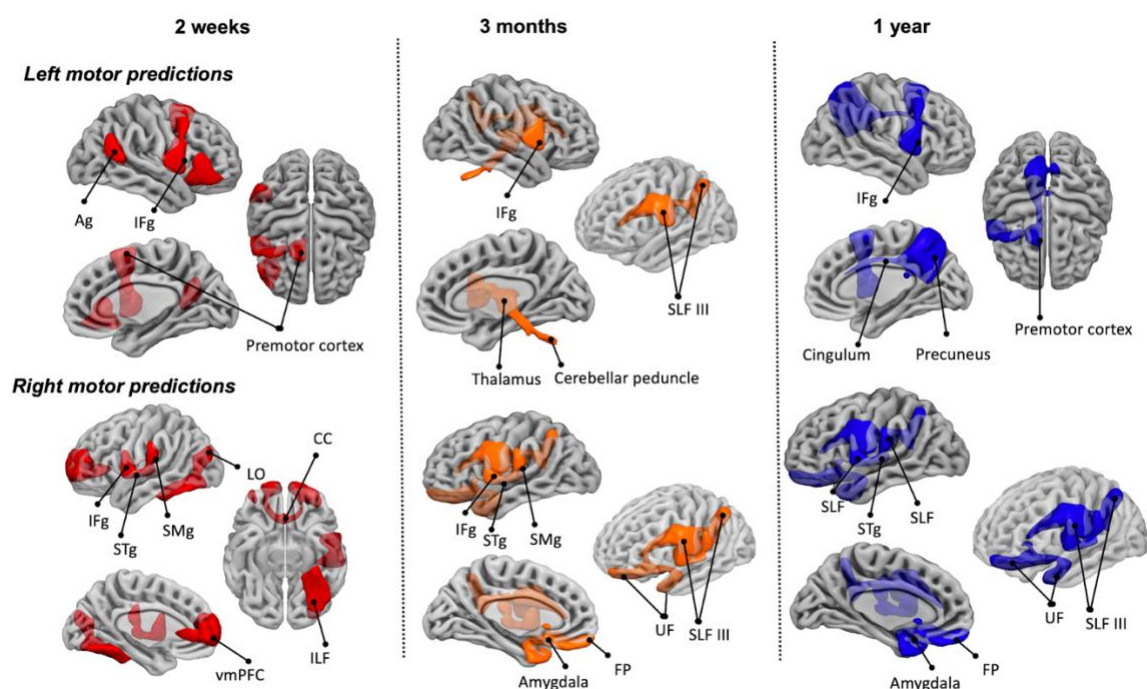 2 weeks
3 months
1 year
Left motor predictions
Ag
IFg
Premotor cortex
IFg
SLF III
Thalamus
Cerebellar peduncle
IFg
Cingulum
Precuneus
Premotor cortex
Right motor predictions
IFg
STg
SMg
LO
CC
vmPFC
ILF
IFg
STg
SMg
UF
SLF III
Amygdala
FP
SLF
STg
SLF
UF
SLF III
Amygdala
FP